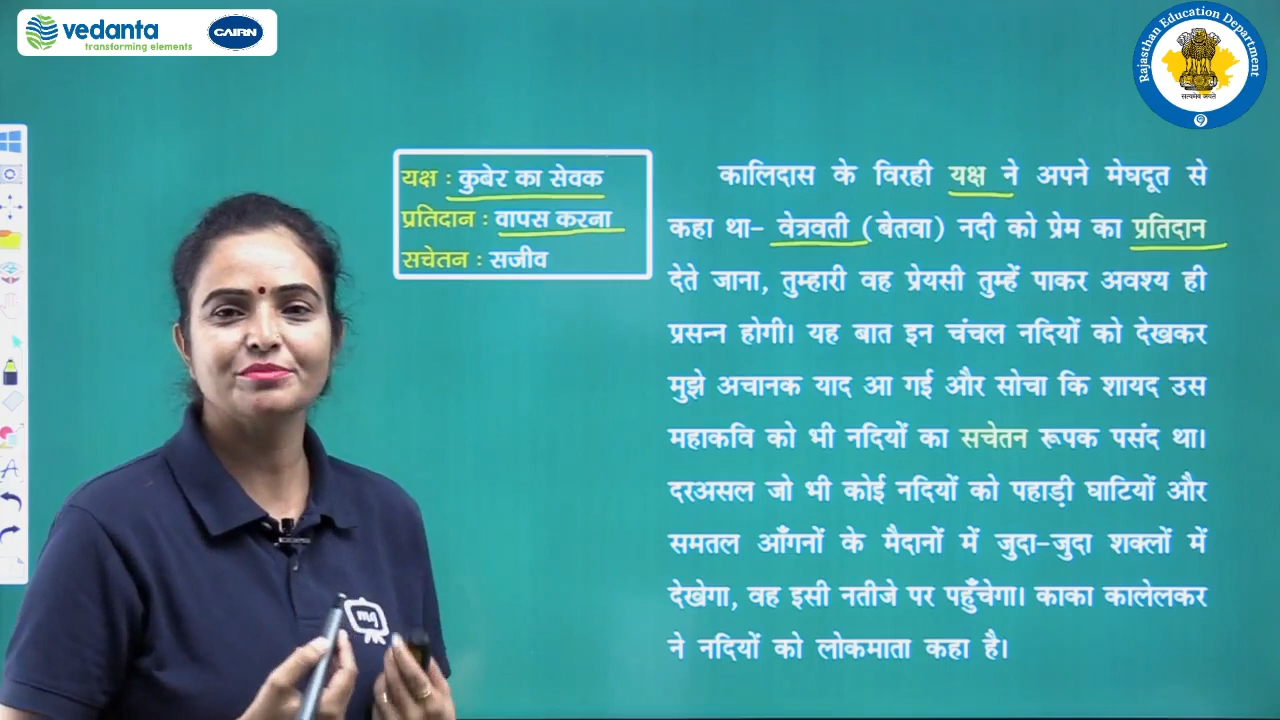 vedanta
transforming elements
CAIRN
Rajasthan Education Department
सत्यमेव जयते
यक्ष : कुबेर का सेवक
प्रतिदान : वापस करना
सचेतन : सजीव
कालिदास के विरही यक्ष ने अपने मेघदूत से
कहा था- वेत्रवती (बेतवा) नदी को प्रेम का प्रतिदान
देते जाना, तुम्हारी वह प्रेयसी तुम्हें पाकर अवश्य ही
प्रसन्न होगी। यह बात इन चंचल नदियों को देखकर
मुझे अचानक याद आ गई और सोचा कि शायद उस
महाकवि को भी नदियों का सचेतन रूपक पसंद था।
दरअसल जो भी कोई नदियों को पहाड़ी घाटियों और
समतल आँगनों के मैदानों में जुदा-जुदा शक्लों में
देखेगा, वह इसी नतीजे पर पहुँचेगा। काका कालेलकर
ने नदियों को लोकमाता कहा है।
mg